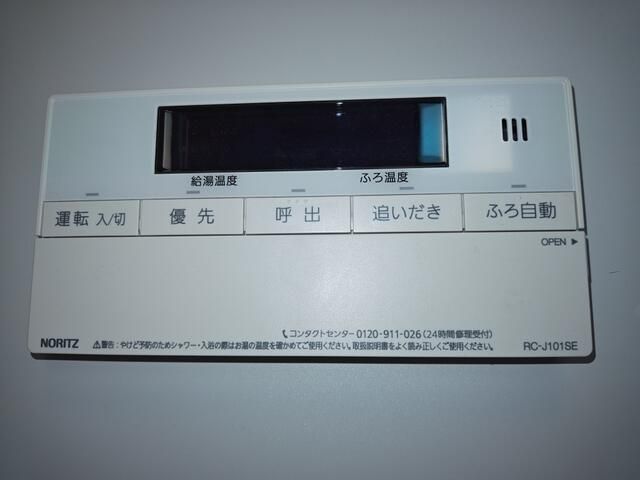 給湯温度 ふろ温度
運転 入/切 優先 呼出 追いだき ふろ自動
OPEN ▶
コンタクトセンター 0120-911-026 (24時間修理受付)
NORITZ ⚠警告:やけど予防のためシャワー・入浴の際はお湯の温度を確かめてご使用ください。取扱説明書をよく読み正しくご使用ください。 RC-J101SE